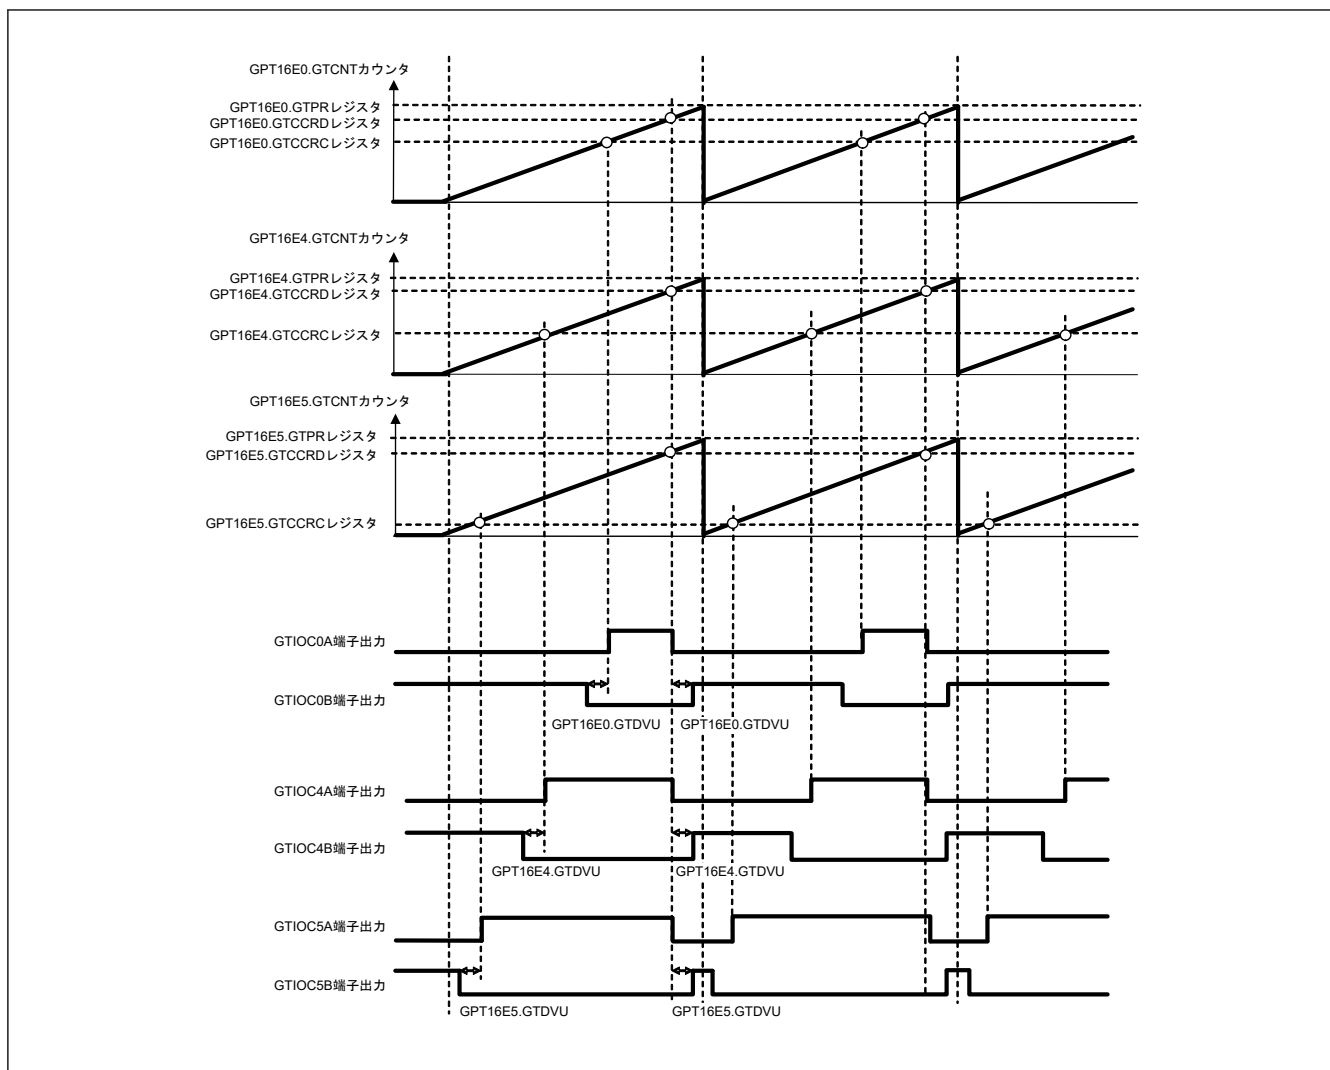 GPT16E0.GTCNTカウンタ
GPT16E0.GTPRレジスタ
GPT16E0.GTCCRDレジスタ
GPT16E0.GTCCRCレジスタ
GPT16E4.GTCNTカウンタ
GPT16E4.GTPRレジスタ
GPT16E4.GTCCRDレジスタ
GPT16E4.GTCCRCレジスタ
GPT16E5.GTCNTカウンタ
GPT16E5.GTPRレジスタ
GPT16E5.GTCCRDレジスタ
GPT16E5.GTCCRCレジスタ
GTIOC0A端子出力
GTIOC0B端子出力
GPT16E0.GTDVU GPT16E0.GTDVU
GTIOC4A端子出力
GTIOC4B端子出力
GPT16E4.GTDVU GPT16E4.GTDVU
GTIOC5A端子出力
GTIOC5B端子出力
GPT16E5.GTDVU GPT16E5.GTDVU